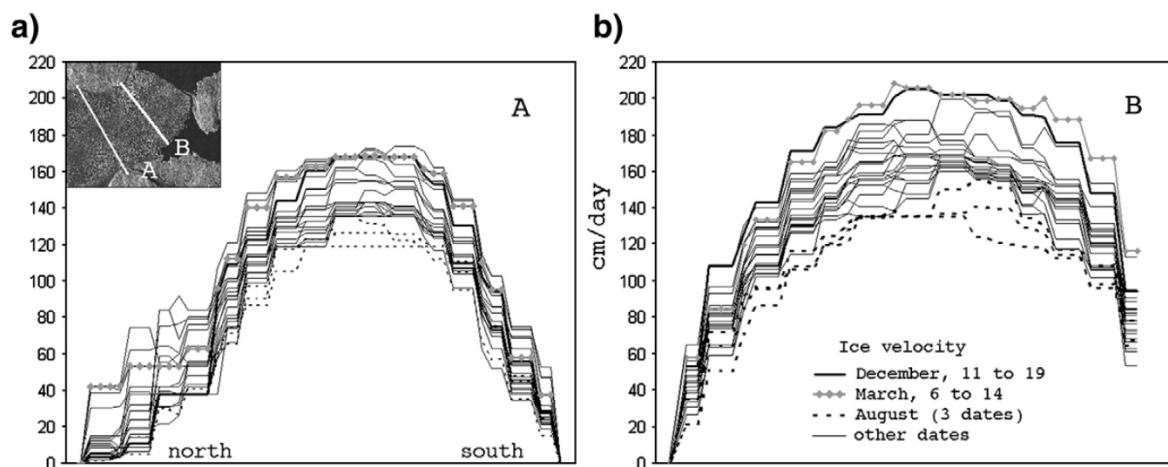 a)
220
200
180
160
140
120
100
80
60
40
20
0
A
B
A
north
south
b)
cm/day
220
200
180
160
140
120
100
80
60
40
20
0
B
Ice velocity
December, 11 to 19
March, 6 to 14
August (3 dates)
other dates